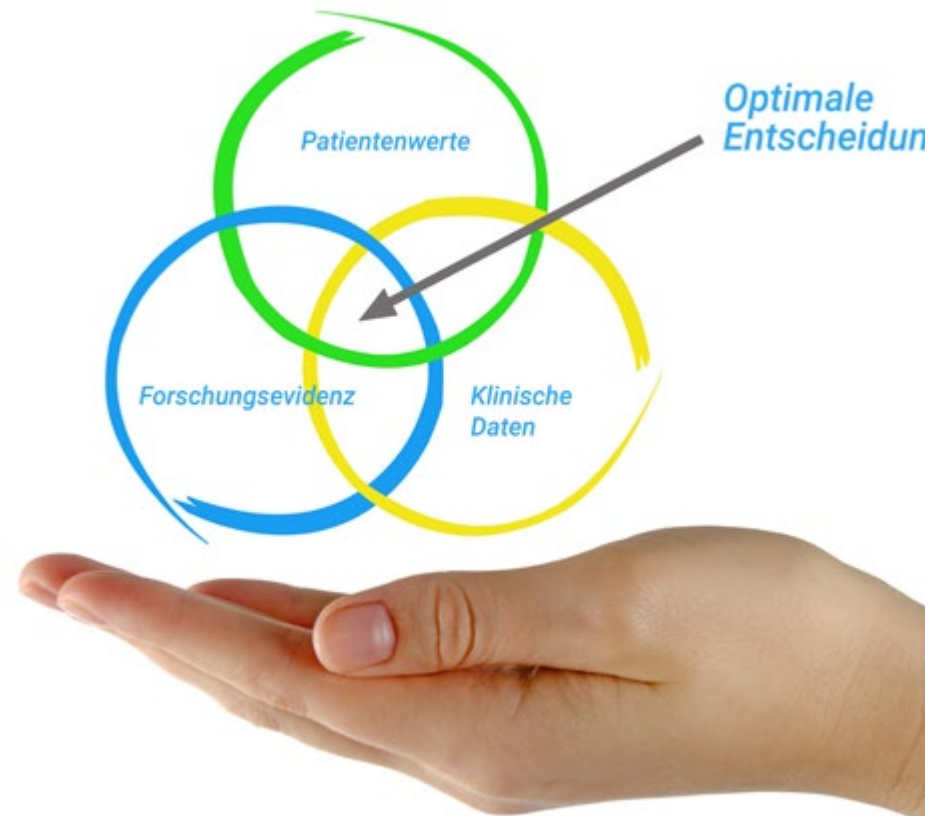 Patientenwerte
Optimale
Entscheidun
Forschungsevidenz
Klinische
Daten